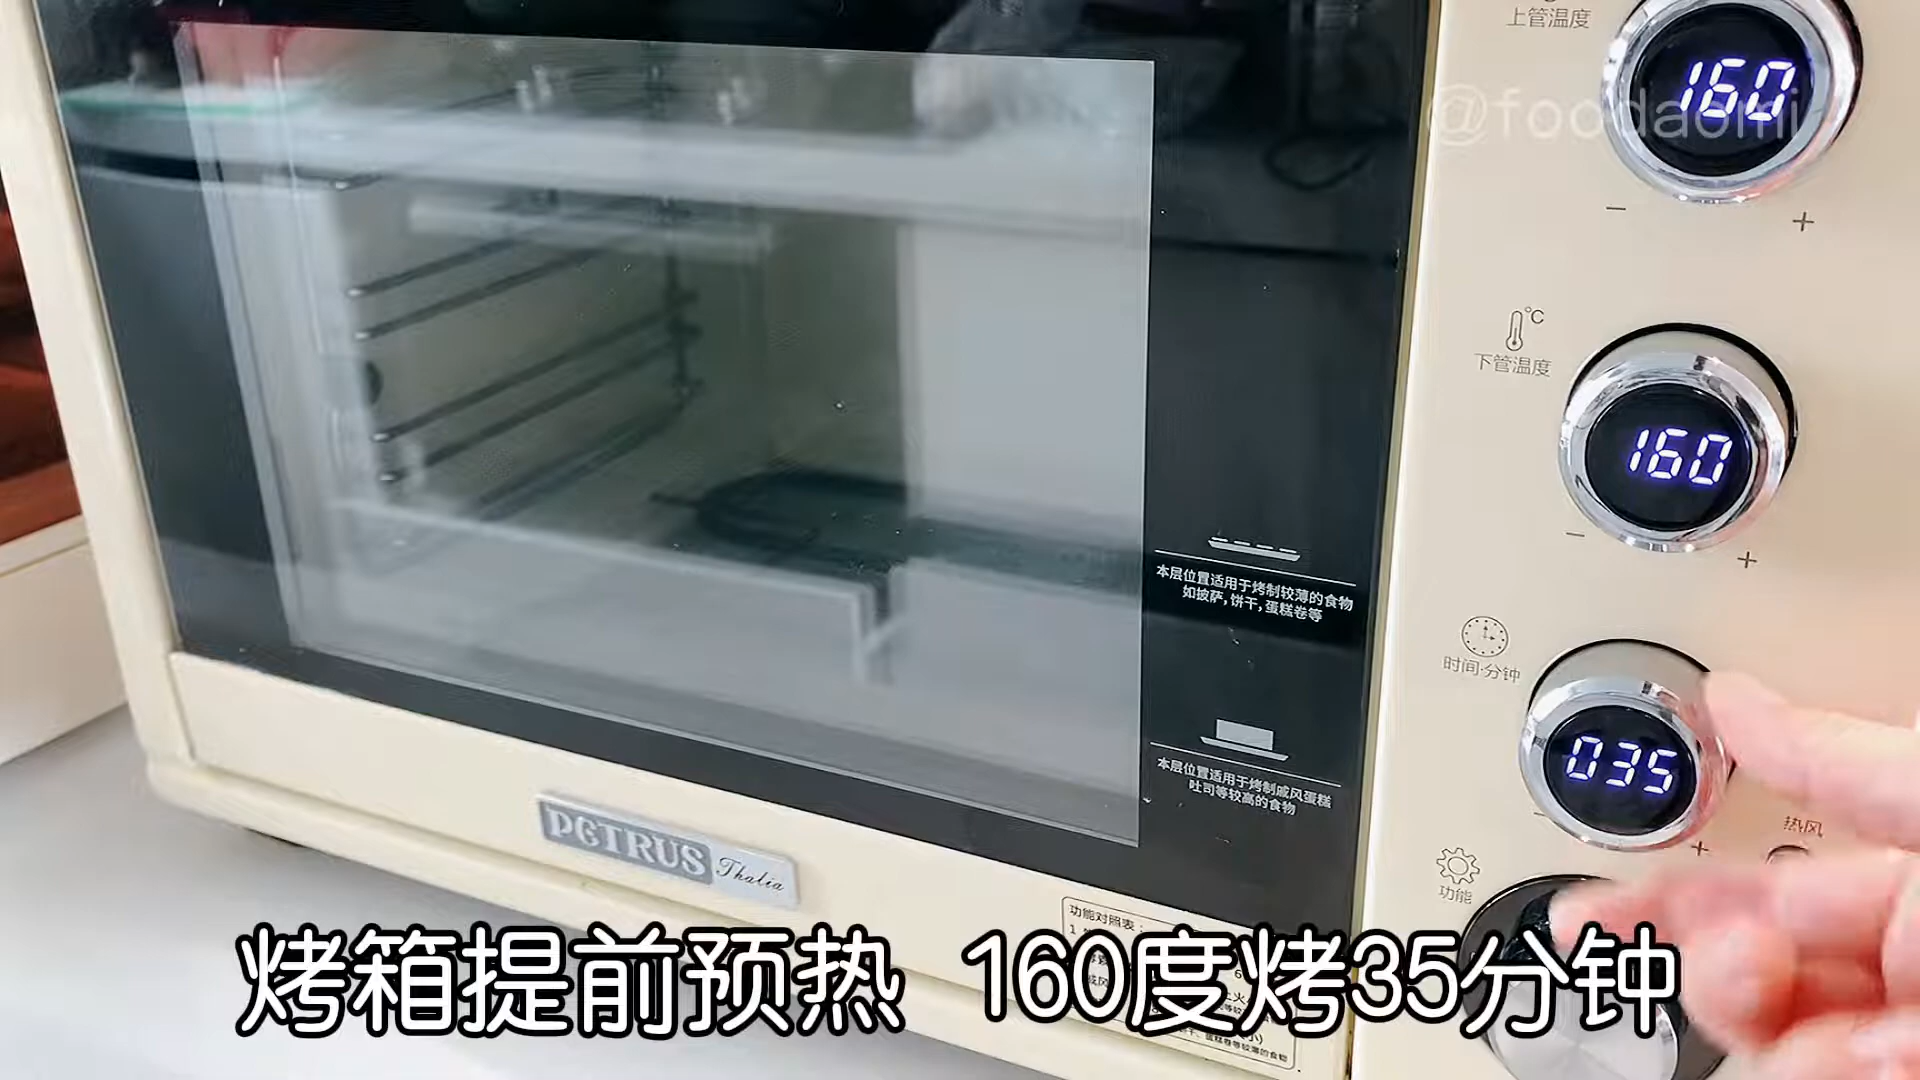 上管温度
160
@foodaomi
− +
℃
下管温度
160
− +
时间·分钟
035
− +
热风
功能
本层位置适用于烤制较薄的食物
如披萨,饼干,蛋糕卷等
本层位置适用于烤制戚风蛋糕
吐司等较高的食物
PETRUS Thalia
功能对照表:
烤箱提前预热 160度烤35分钟